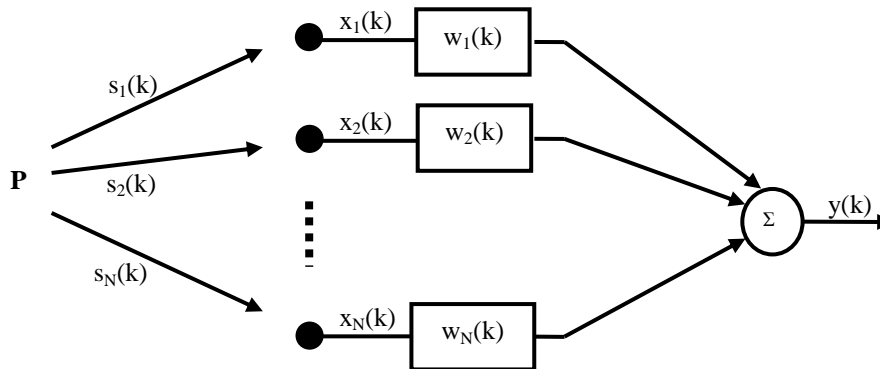 x₁(k)
w₁(k)
s₁(k)
x₂(k)
w₂(k)
P
s₂(k)
Σ
y(k)
s_N(k)
x_N(k)
w_N(k)